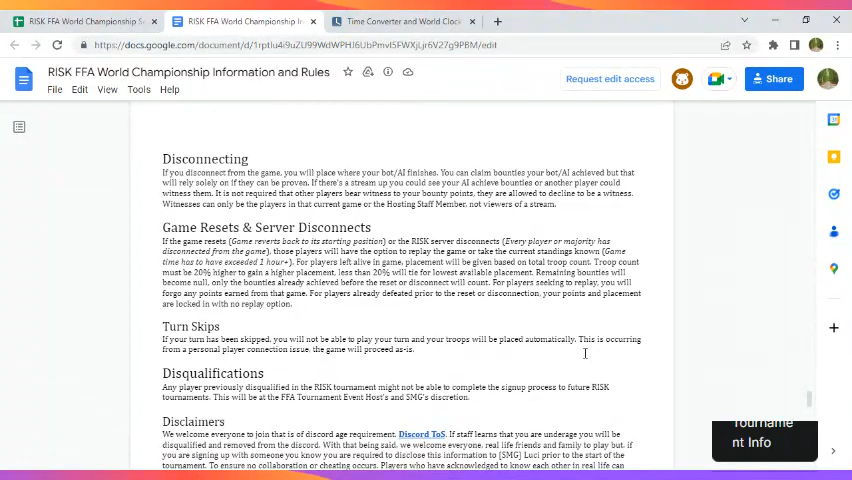 RISK FFA World Championship Se
RISK FFA World Championship In
Time Converter and World Clock
https://docs.google.com/document/d/1rptlu4i9uZU99WdWPHJ6UbPmvI5FWXjLjr6V27g9PBM/edit
RISK FFA World Championship Information and Rules
Request edit access
Share
File Edit View Tools Help
Disconnecting
If you disconnect from the game, you will place where your bot/AI finishes. You can claim bounties your bot/AI achieved but that
will rely solely on if they can be proven. If there's a stream up you could see your AI achieve bounties or another player could
witness them. It is not required that other players bear witness to your bounty points, they are allowed to decline to be a witness.
Witnesses can only be the players in that current game or the Hosting Staff Member, not viewers of a stream.
Game Resets & Server Disconnects
If the game resets (Game reverts back to its starting position) or the RISK server disconnects (Every player or majority has
disconnected from the game), those players will have the option to replay the game or take the current standings known (Game
time has to have exceeded 1 hour+). For players left alive in game, placement will be given based on total troop count. Troop count
must be 20% higher to gain a higher placement, less than 20% will tie for lowest available placement. Remaining bounties will
become null, only the bounties already achieved before the reset or disconnect will count. For players seeking to replay, you will
forgo any points earned from that game. For players already defeated prior to the reset or disconnection, your points and placement
are locked in with no replay option.
Turn Skips
If your turn has been skipped, you will not be able to play your turn and your troops will be placed automatically. This is occurring
from a personal player connection issue, the game will proceed as-is.
Disqualifications
Any player previously disqualified in the RISK tournament might not be able to complete the signup process to future RISK
tournaments. This will be at the FFA Tournament Event Host's and SMG's discretion.
Disclaimers
We welcome everyone to join that is of discord age requirement. Discord ToS. If staff learns that you are underage you will be
disqualified and removed from the discord. With that being said, we welcome everyone, real life friends and family to play but, if
you are signing up with someone you know you are required to disclose this information to [SMG] Luci prior to the start of the
tournament. To ensure no collaboration or cheating occurs. Players who have acknowledged to know each other in real life can
Tourname
nt Info